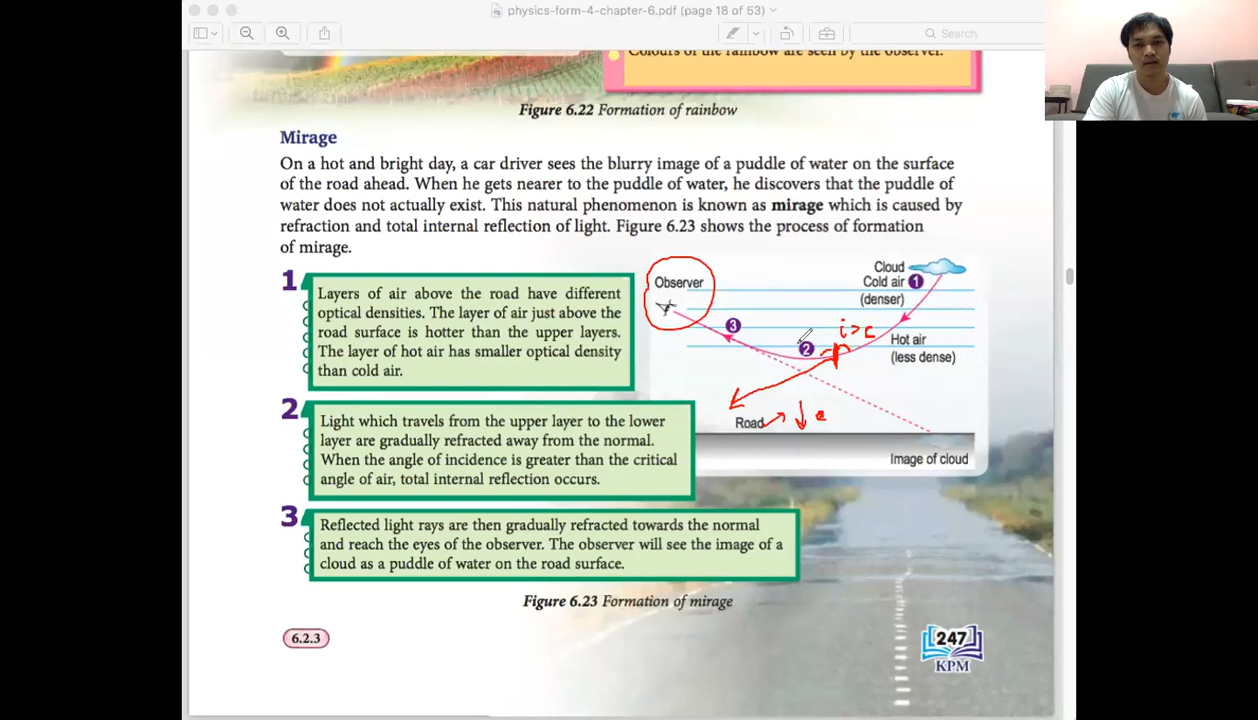 physics-form-4-chapter-6.pdf (page 18 of 53)
Search
Colours of the rainbow are seen by the observer.
Figure 6.22 Formation of rainbow
Mirage
On a hot and bright day, a car driver sees the blurry image of a puddle of water on the surface
of the road ahead. When he gets nearer to the puddle of water, he discovers that the puddle of
water does not actually exist. This natural phenomenon is known as mirage which is caused by
refraction and total internal reflection of light. Figure 6.23 shows the process of formation
of mirage.
1
Layers of air above the road have different
optical densities. The layer of air just above the
road surface is hotter than the upper layers.
The layer of hot air has smaller optical density
than cold air.
2
Light which travels from the upper layer to the lower
layer are gradually refracted away from the normal.
When the angle of incidence is greater than the critical
angle of air, total internal reflection occurs.
3
Reflected light rays are then gradually refracted towards the normal
and reach the eyes of the observer. The observer will see the image of a
cloud as a puddle of water on the road surface.
Observer
Cloud
Cold air 1
(denser)
3
i>c
2
Hot air
(less dense)
Road
Image of cloud
Figure 6.23 Formation of mirage
6.2.3
247
KPM